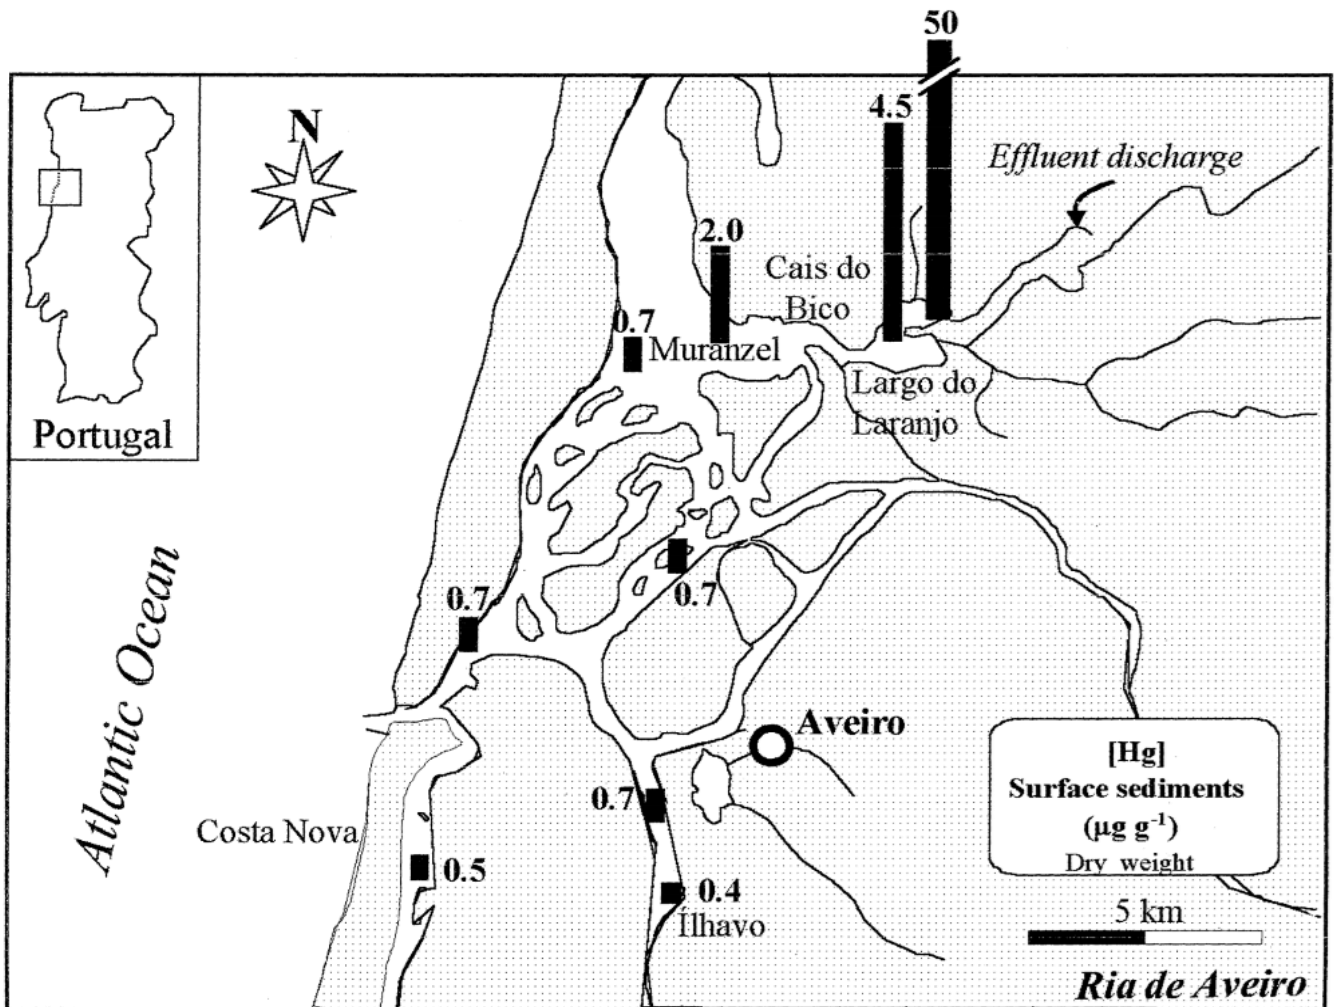 50
N
4.5
Effluent discharge
2.0
Cais do
Bico
0.7
Muranzel
Largo do
Laranjo
Portugal
0.7
0.7
Atlantic Ocean
Aveiro
[Hg]
Surface sediments
(µg g-1)
Dry weight
0.7
Costa Nova
0.5
0.4
Ílhavo
5 km
Ria de Aveiro